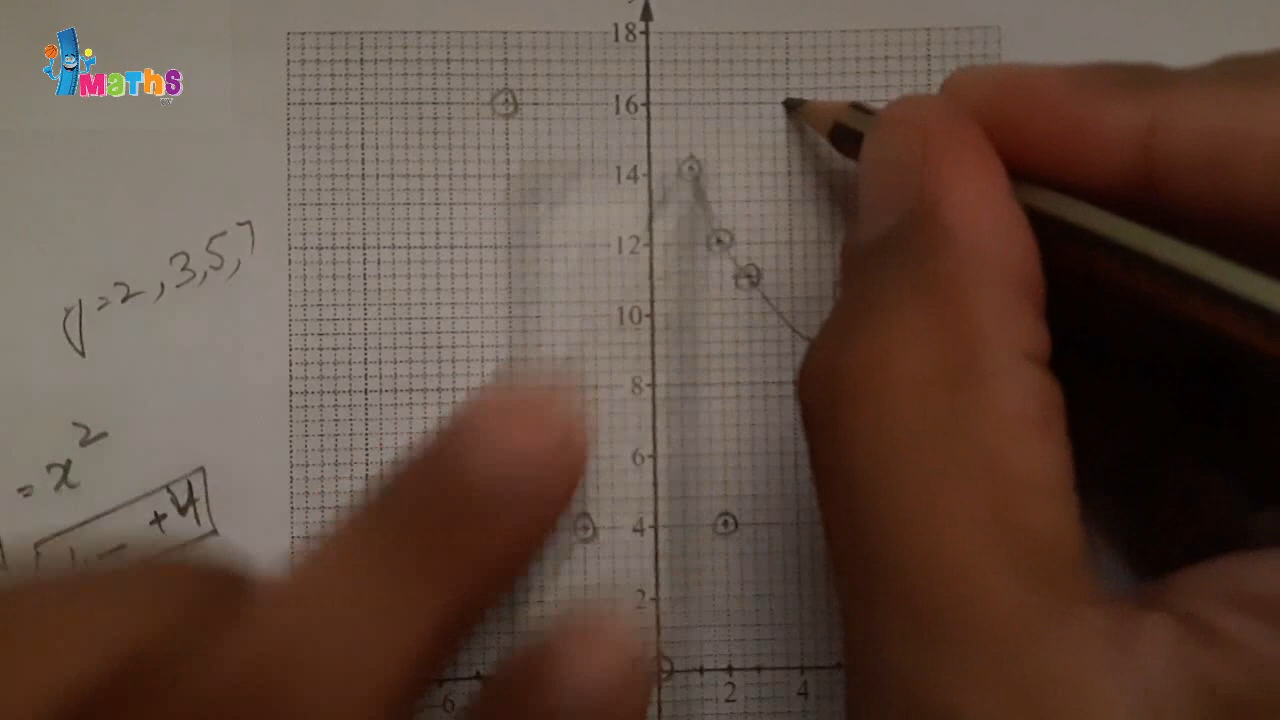 Maths
18
16
14
12
10
8
6
4
2
6 2 4
y = 2, 3, 5, 7
= x²
+4